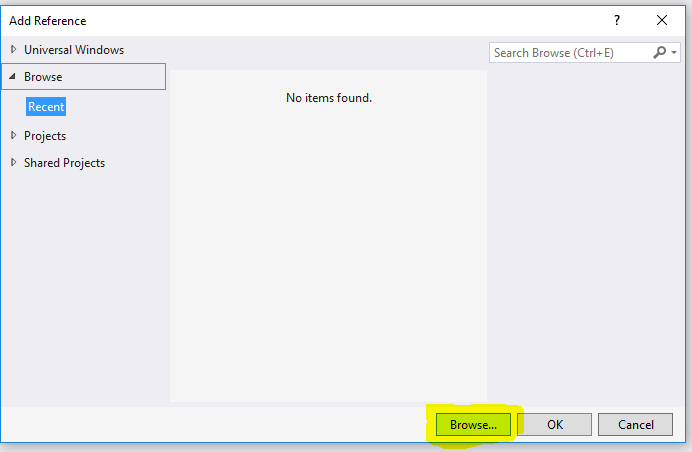 Add Reference
?
Universal Windows
Search Browse (Ctrl+E)
Browse
No items found.
Recent
Projects
Shared Projects
Browse...
OK
Cancel